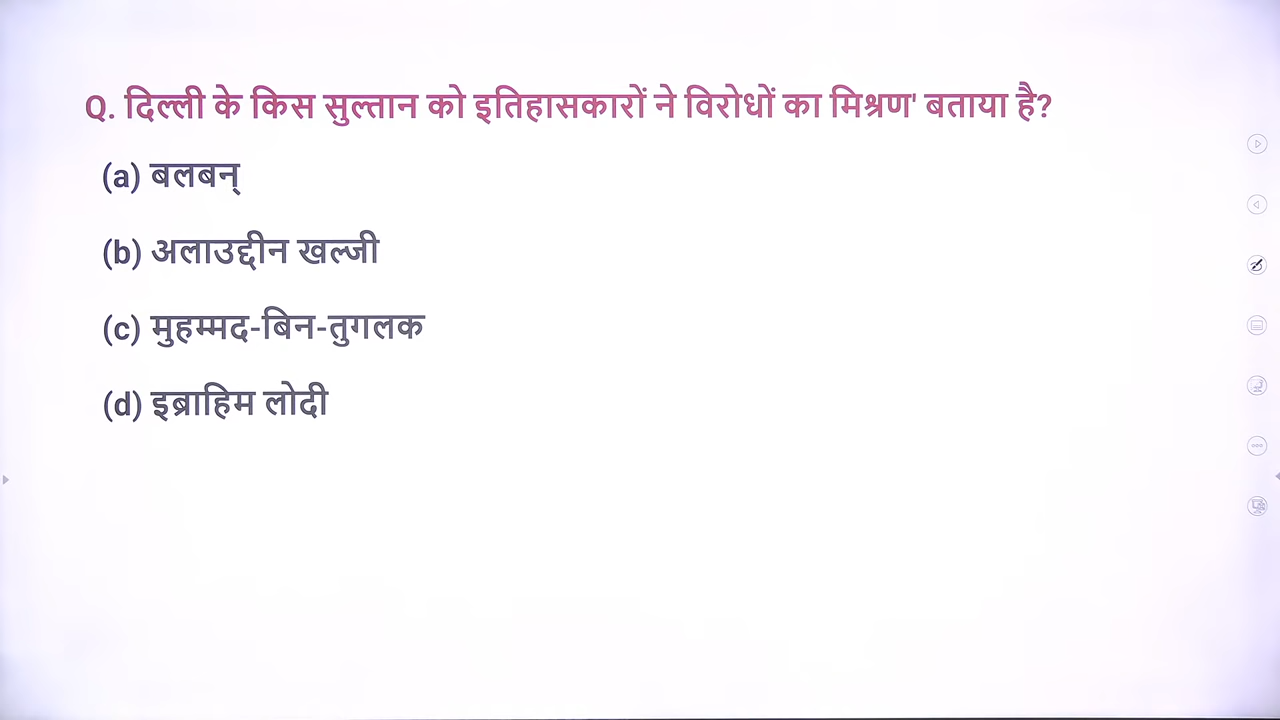 Q. दिल्ली के किस सुल्तान को इतिहासकारों ने विरोधों का मिश्रण' बताया है?
(a) बलबन्
(b) अलाउद्दीन खल्जी
(c) मुहम्मद-बिन-तुगलक
(d) इब्राहिम लोदी